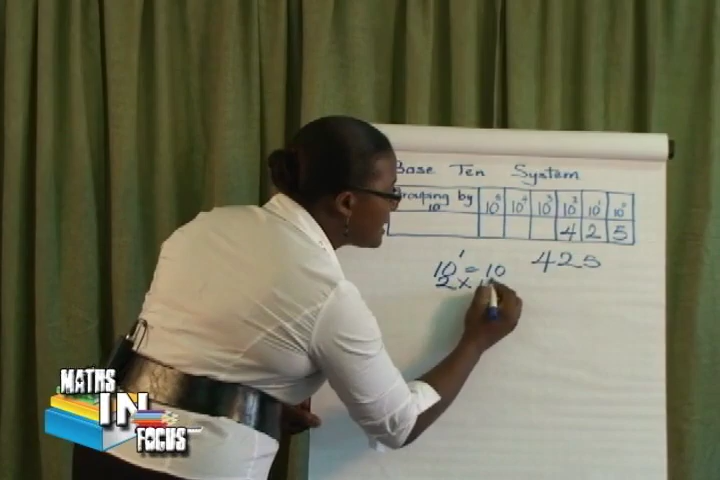 Base Ten System
Grouping by 10 10⁵ 10⁴ 10³ 10² 10¹ 10⁰
4 2 5
10¹ = 10 425
2 × 1
MATHS
IN
FOCUS